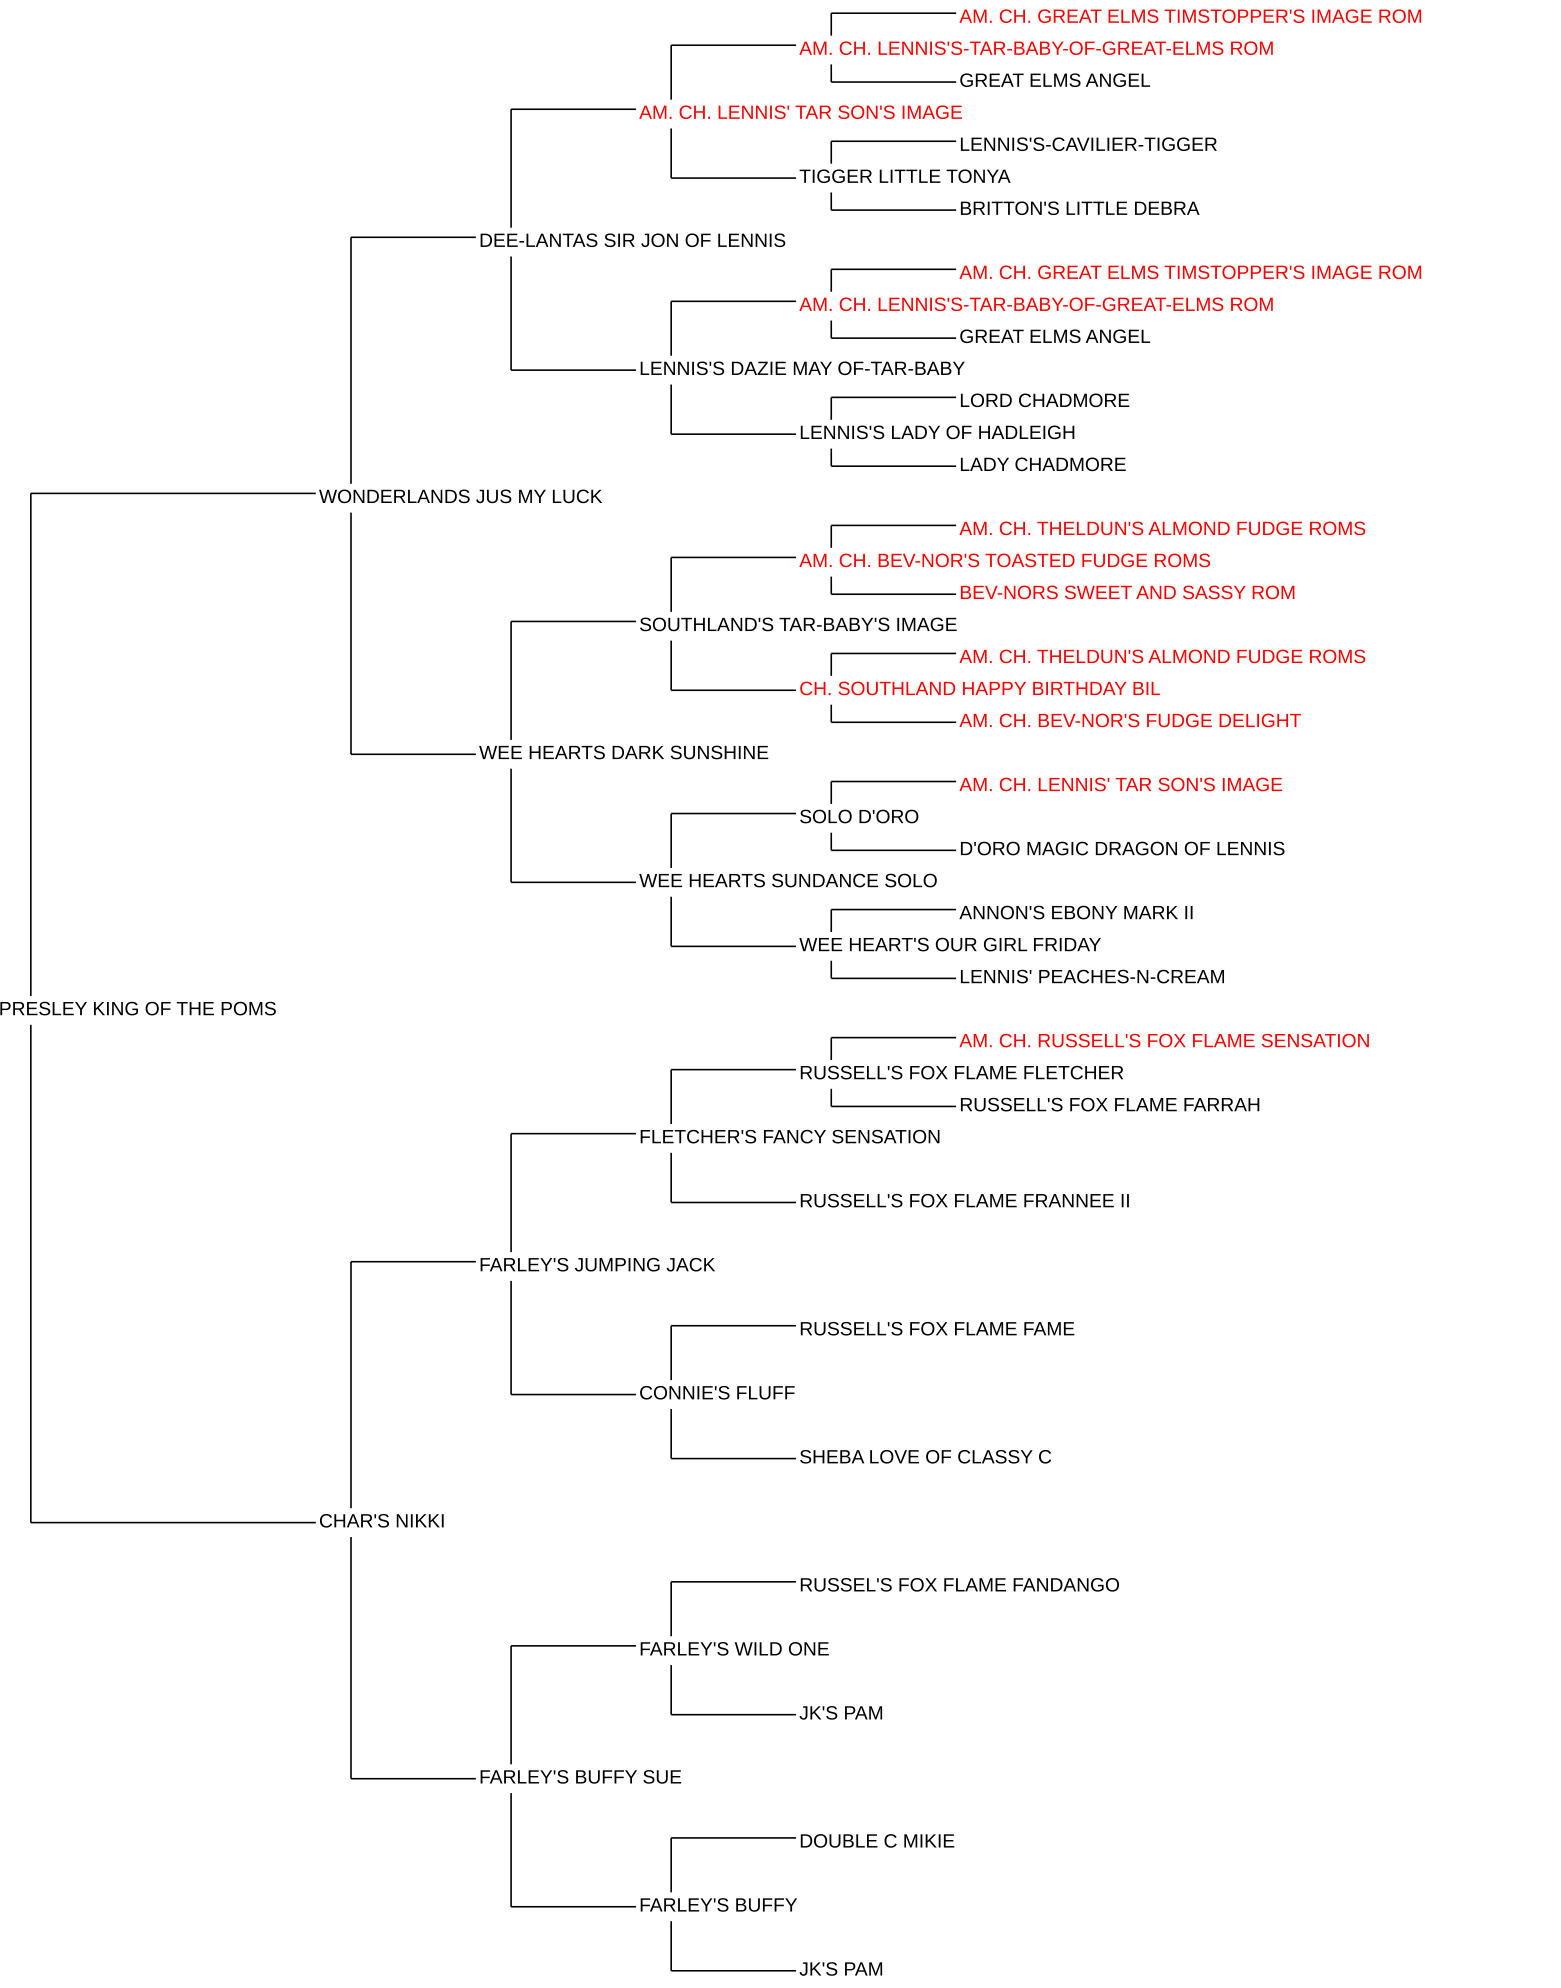 AM. CH. GREAT ELMS TIMSTOPPER'S IMAGE ROM
AM. CH. LENNIS'S-TAR-BABY-OF-GREAT-ELMS ROM
GREAT ELMS ANGEL
AM. CH. LENNIS' TAR SON'S IMAGE
LENNIS'S-CAVILIER-TIGGER
TIGGER LITTLE TONYA
BRITTON'S LITTLE DEBRA
DEE-LANTAS SIR JON OF LENNIS
AM. CH. GREAT ELMS TIMSTOPPER'S IMAGE ROM
AM. CH. LENNIS'S-TAR-BABY-OF-GREAT-ELMS ROM
GREAT ELMS ANGEL
LENNIS'S DAZIE MAY OF-TAR-BABY
LORD CHADMORE
LENNIS'S LADY OF HADLEIGH
LADY CHADMORE
WONDERLANDS JUS MY LUCK
AM. CH. THELDUN'S ALMOND FUDGE ROMS
AM. CH. BEV-NOR'S TOASTED FUDGE ROMS
BEV-NORS SWEET AND SASSY ROM
SOUTHLAND'S TAR-BABY'S IMAGE
AM. CH. THELDUN'S ALMOND FUDGE ROMS
CH. SOUTHLAND HAPPY BIRTHDAY BIL
AM. CH. BEV-NOR'S FUDGE DELIGHT
WEE HEARTS DARK SUNSHINE
AM. CH. LENNIS' TAR SON'S IMAGE
SOLO D'ORO
D'ORO MAGIC DRAGON OF LENNIS
WEE HEARTS SUNDANCE SOLO
ANNON'S EBONY MARK II
WEE HEART'S OUR GIRL FRIDAY
LENNIS' PEACHES-N-CREAM
PRESLEY KING OF THE POMS
AM. CH. RUSSELL'S FOX FLAME SENSATION
RUSSELL'S FOX FLAME FLETCHER
RUSSELL'S FOX FLAME FARRAH
FLETCHER'S FANCY SENSATION
RUSSELL'S FOX FLAME FRANNEE II
FARLEY'S JUMPING JACK
RUSSELL'S FOX FLAME FAME
CONNIE'S FLUFF
SHEBA LOVE OF CLASSY C
CHAR'S NIKKI
RUSSEL'S FOX FLAME FANDANGO
FARLEY'S WILD ONE
JK'S PAM
FARLEY'S BUFFY SUE
DOUBLE C MIKIE
FARLEY'S BUFFY
JK'S PAM